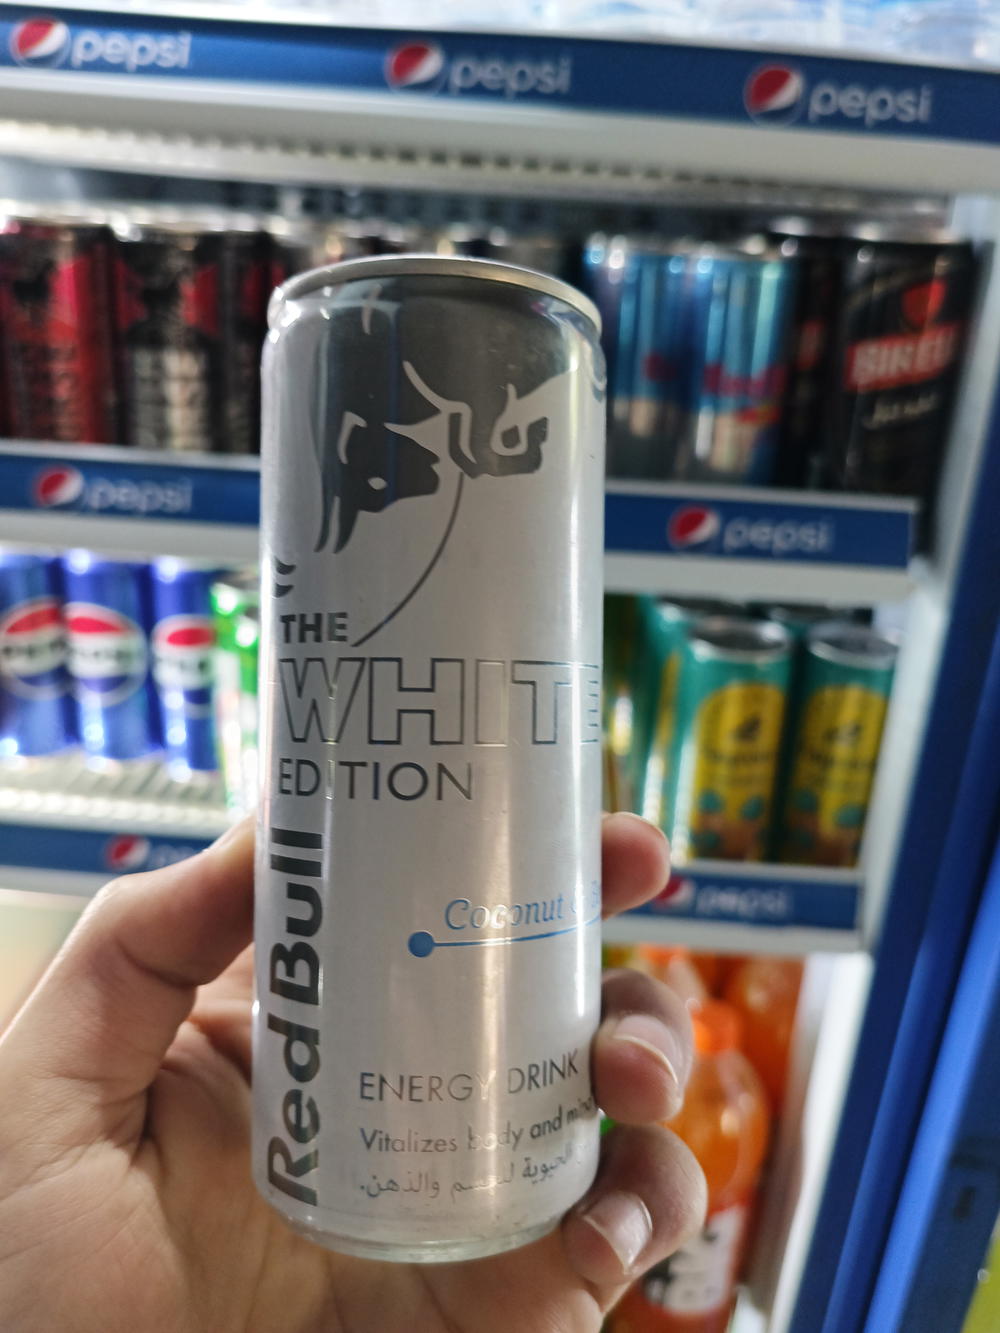 pepsi
pepsi
pepsi
BIREL
pepsi
pepsi
THE
WHITE
EDITION
Red Bull
Coconut &
ENERGY DRINK
Vitalizes body and mind
الحيوية للجسم والذهن.
pepsi